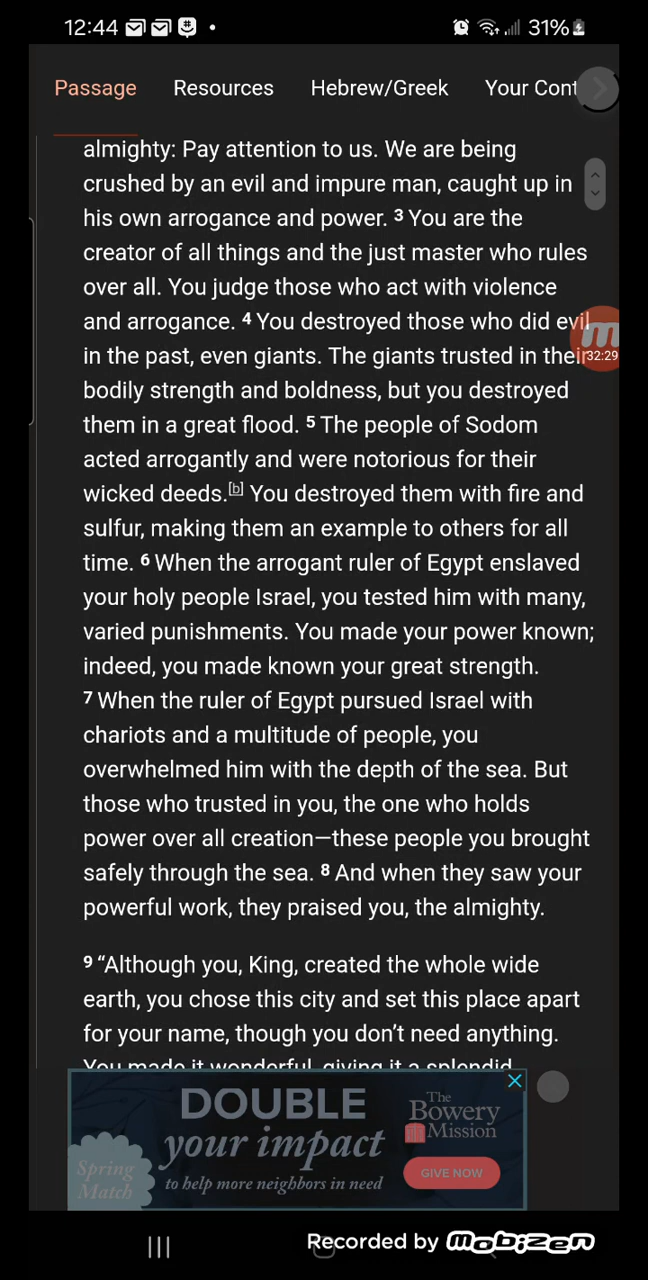 12:44
31%
Passage Resources Hebrew/Greek Your Cont
almighty: Pay attention to us. We are being
crushed by an evil and impure man, caught up in
his own arrogance and power. 3 You are the
creator of all things and the just master who rules
over all. You judge those who act with violence
and arrogance. 4 You destroyed those who did evil
in the past, even giants. The giants trusted in their
32:29
bodily strength and boldness, but you destroyed
them in a great flood. 5 The people of Sodom
acted arrogantly and were notorious for their
wicked deeds.[b] You destroyed them with fire and
sulfur, making them an example to others for all
time. 6 When the arrogant ruler of Egypt enslaved
your holy people Israel, you tested him with many,
varied punishments. You made your power known;
indeed, you made known your great strength.
7 When the ruler of Egypt pursued Israel with
chariots and a multitude of people, you
overwhelmed him with the depth of the sea. But
those who trusted in you, the one who holds
power over all creation—these people you brought
safely through the sea. 8 And when they saw your
powerful work, they praised you, the almighty.
9 “Although you, King, created the whole wide
earth, you chose this city and set this place apart
for your name, though you don’t need anything.
You made it wonderful, giving it a splendid
DOUBLE
your impact
to help more neighbors in need
Spring
Match
The
Bowery
Mission
GIVE NOW
Recorded by mobizen